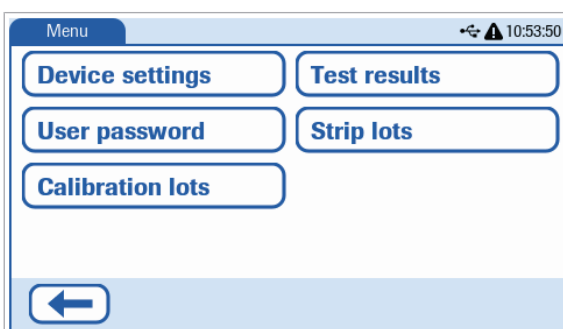 Menu
10:53:50
Device settings
Test results
User password
Strip lots
Calibration lots